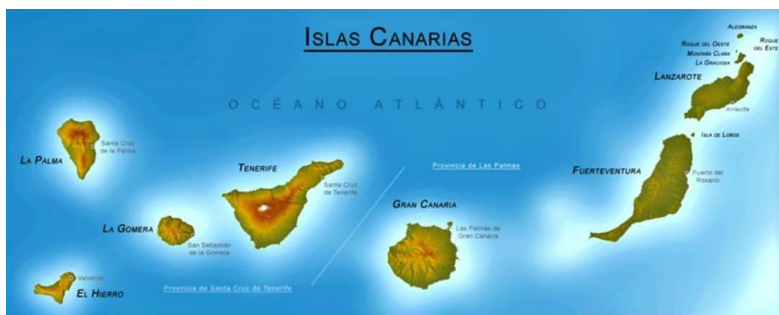 ISLAS CANARIAS
OCÉANO ATLÁNTICO
ALEGRANZA
ROQUE DEL OESTE
ROQUE
DEL ESTE
MONTAÑA CLARA
LA GRACIOSA
LANZAROTE
Arrecife
ISLA DE LOBOS
LA PALMA
Santa Cruz
de la Palma
TENERIFE
Santa Cruz
de Tenerife
Provincia de Las Palmas
FUERTEVENTURA
Puerto del
Rosario
GRAN CANARIA
Las Palmas de
Gran Canaria
LA GOMERA
San Sebastián
de la Gomera
Valverde
EL HIERRO
Provincia de Santa Cruz de Tenerife